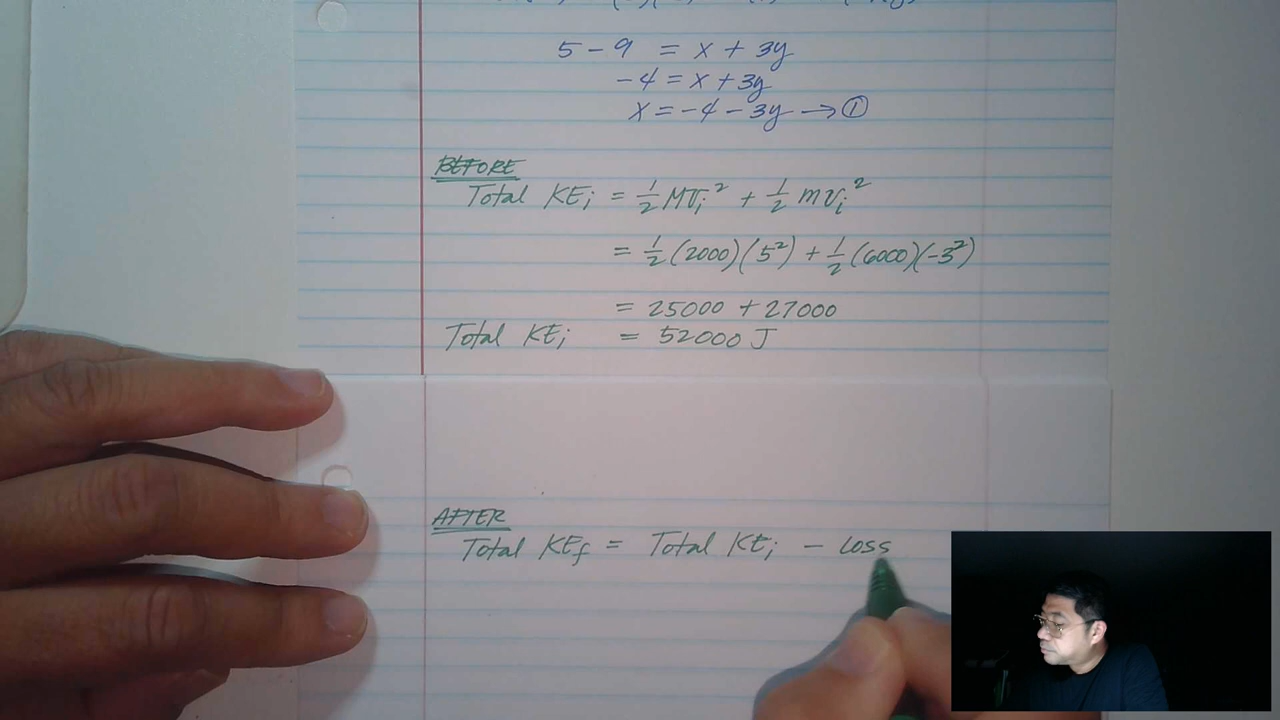 5 - 9 = x + 3y
-4 = x + 3y
x = -4 - 3y → ①
BEFORE
Total KEi = 1/2 MVi² + 1/2 mvi²
= 1/2 (2000)(5²) + 1/2 (6000)(-3²)
= 25000 + 27000
Total KEi = 52000 J
AFTER
Total KEf = Total KEi - LOSS